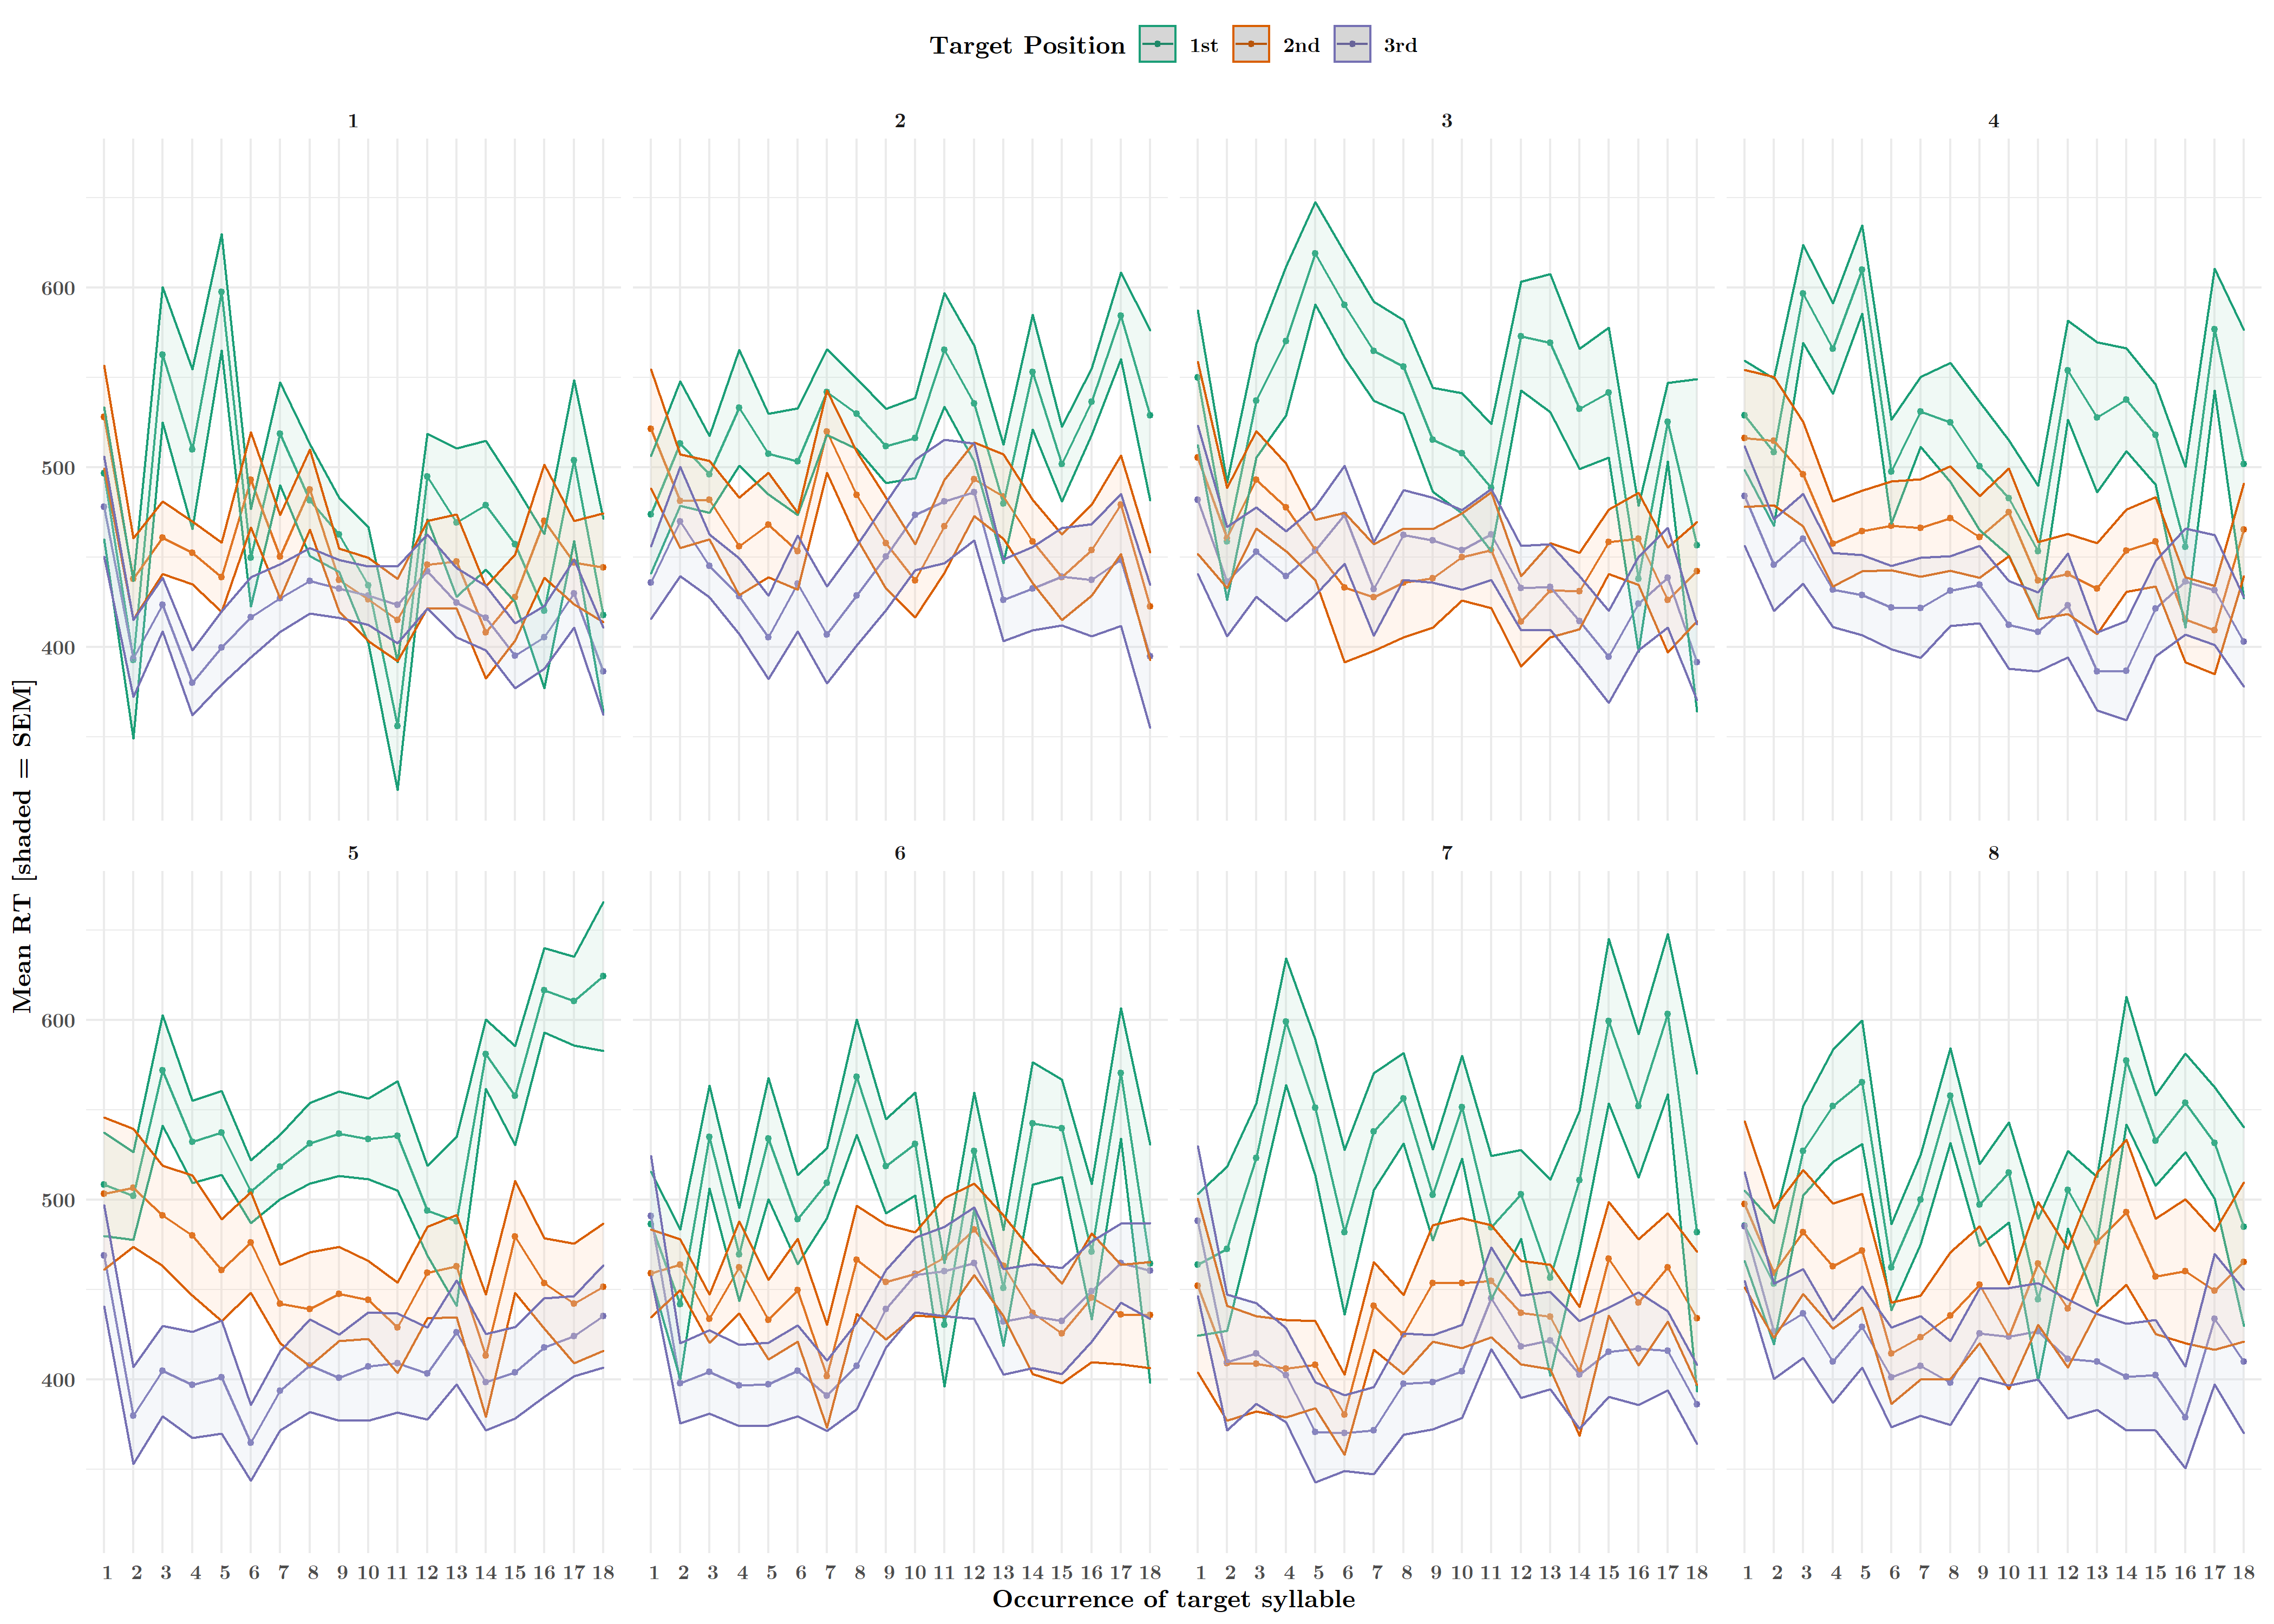 Target Position 1st 2nd 3rd
1 2 3 4
600
500
400
5 6 7 8
600
500
400
Mean RT [shaded = SEM]
1 2 3 4 5 6 7 8 9 10 11 12 13 14 15 16 17 18 1 2 3 4 5 6 7 8 9 10 11 12 13 14 15 16 17 18 1 2 3 4 5 6 7 8 9 10 11 12 13 14 15 16 17 18 1 2 3 4 5 6 7 8 9 10 11 12 13 14 15 16 17 18
Occurrence of target syllable